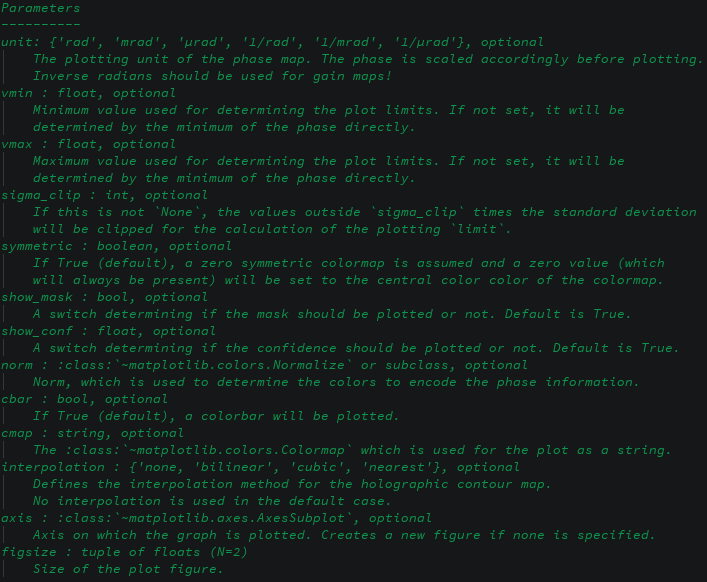 Parameters
----------
unit: {'rad', 'mrad', 'µrad', '1/rad', '1/mrad', '1/µrad'}, optional
The plotting unit of the phase map. The phase is scaled accordingly before plotting.
Inverse radians should be used for gain maps!
vmin : float, optional
Minimum value used for determining the plot limits. If not set, it will be
determined by the minimum of the phase directly.
vmax : float, optional
Maximum value used for determining the plot limits. If not set, it will be
determined by the minimum of the phase directly.
sigma_clip : int, optional
If this is not `None`, the values outside `sigma_clip` times the standard deviation
will be clipped for the calculation of the plotting `limit`.
symmetric : boolean, optional
If True (default), a zero symmetric colormap is assumed and a zero value (which
will always be present) will be set to the central color color of the colormap.
show_mask : bool, optional
A switch determining if the mask should be plotted or not. Default is True.
show_conf : float, optional
A switch determining if the confidence should be plotted or not. Default is True.
norm : :class:`~matplotlib.colors.Normalize` or subclass, optional
Norm, which is used to determine the colors to encode the phase information.
cbar : bool, optional
If True (default), a colorbar will be plotted.
cmap : string, optional
The :class:`~matplotlib.colors.Colormap` which is used for the plot as a string.
interpolation : {'none, 'bilinear', 'cubic', 'nearest'}, optional
Defines the interpolation method for the holographic contour map.
No interpolation is used in the default case.
axis : :class:`~matplotlib.axes.AxesSubplot`, optional
Axis on which the graph is plotted. Creates a new figure if none is specified.
figsize : tuple of floats (N=2)
Size of the plot figure.